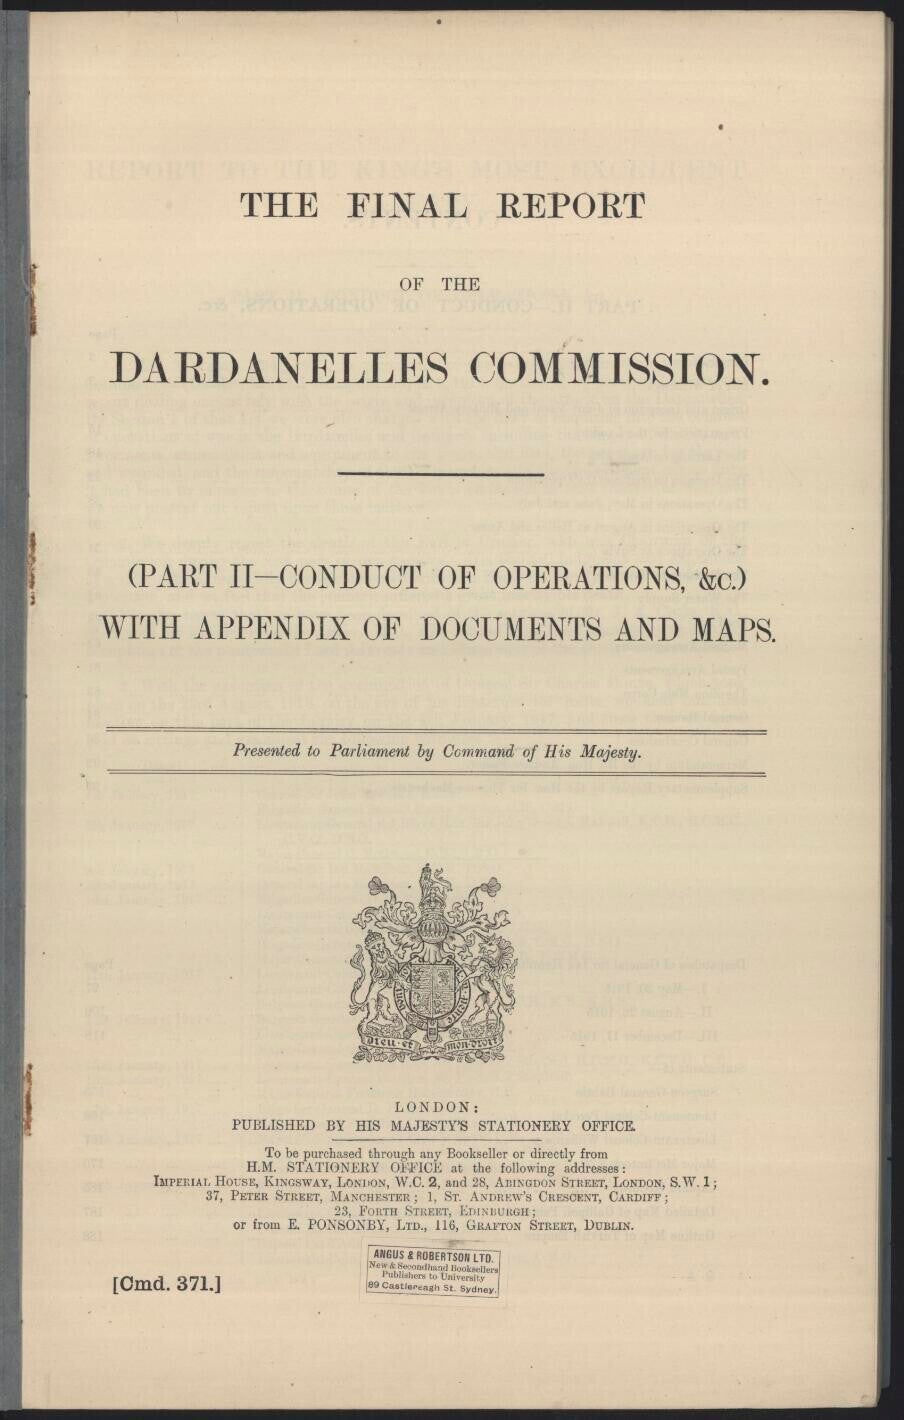 THE FINAL REPORT
OF THE
DARDANELLES COMMISSION.
(PART II—CONDUCT OF OPERATIONS, &c.)
WITH APPENDIX OF DOCUMENTS AND MAPS.
Presented to Parliament by Command of His Majesty.
DIEU·ET MON·DROIT
LONDON:
PUBLISHED BY HIS MAJESTY'S STATIONERY OFFICE.
To be purchased through any Bookseller or directly from
H.M. STATIONERY OFFICE at the following addresses:
IMPERIAL HOUSE, KINGSWAY, LONDON, W.C. 2, and 28, ABINGDON STREET, LONDON, S.W. 1;
37, PETER STREET, MANCHESTER; 1, ST. ANDREW'S CRESCENT, CARDIFF;
23, FORTH STREET, EDINBURGH;
or from E. PONSONBY, LTD., 116, GRAFTON STREET, DUBLIN.
ANGUS & ROBERTSON LTD.
New & Secondhand Booksellers
Publishers to University
89 Castlereagh St. Sydney.
[Cmd. 371.]